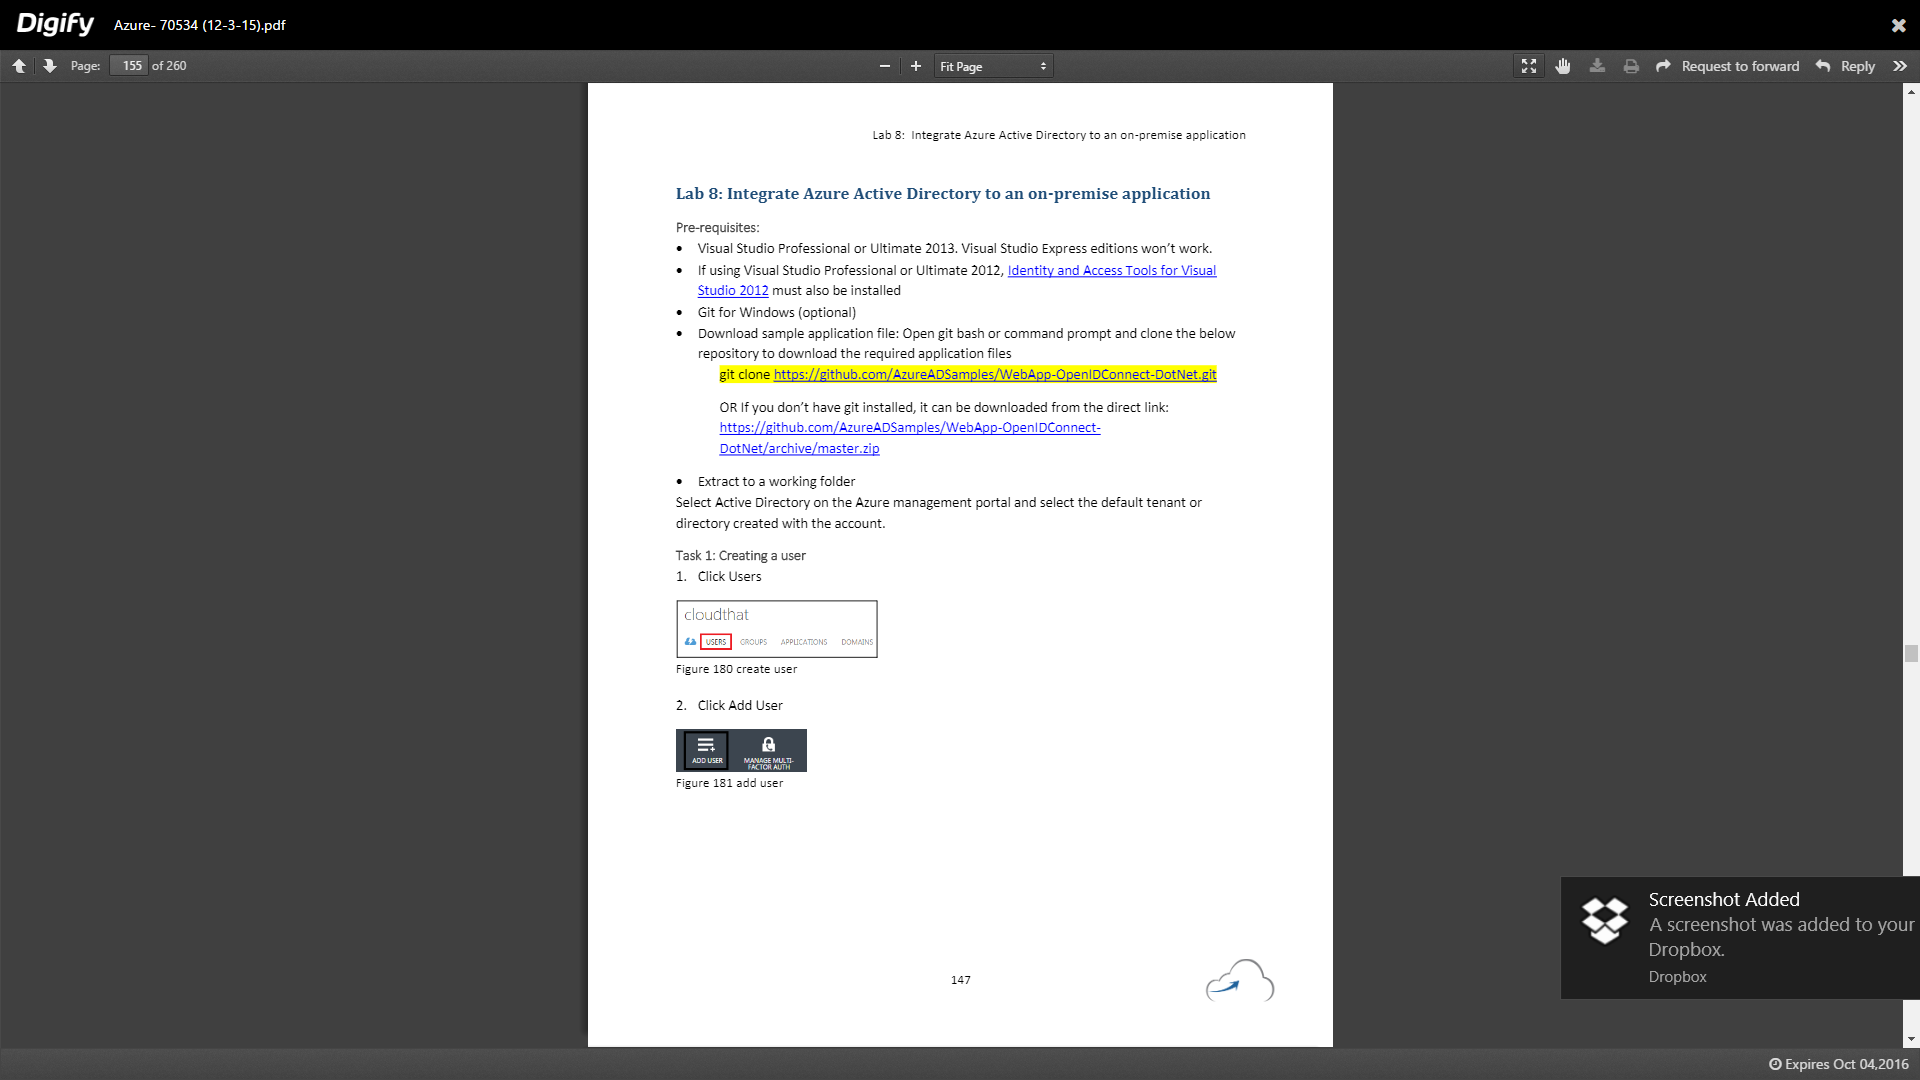 Digify Azure- 70534 (12-3-15).pdf
Page: 155 of 260
Fit Page
Request to forward
Reply
Lab 8: Integrate Azure Active Directory to an on-premise application
Lab 8: Integrate Azure Active Directory to an on-premise application
Pre-requisites:
• Visual Studio Professional or Ultimate 2013. Visual Studio Express editions won’t work.
• If using Visual Studio Professional or Ultimate 2012, Identity and Access Tools for Visual
Studio 2012 must also be installed
• Git for Windows (optional)
• Download sample application file: Open git bash or command prompt and clone the below
repository to download the required application files
git clone https://github.com/AzureADSamples/WebApp-OpenIDConnect-DotNet.git
OR If you don’t have git installed, it can be downloaded from the direct link:
https://github.com/AzureADSamples/WebApp-OpenIDConnect-
DotNet/archive/master.zip
• Extract to a working folder
Select Active Directory on the Azure management portal and select the default tenant or
directory created with the account.
Task 1: Creating a user
1. Click Users
cloudthat
USERS GROUPS APPLICATIONS DOMAINS
Figure 180 create user
2. Click Add User
ADD USER
MANAGE MULTI-
FACTOR AUTH
Figure 181 add user
147
Screenshot Added
A screenshot was added to your
Dropbox.
Dropbox
Expires Oct 04,2016